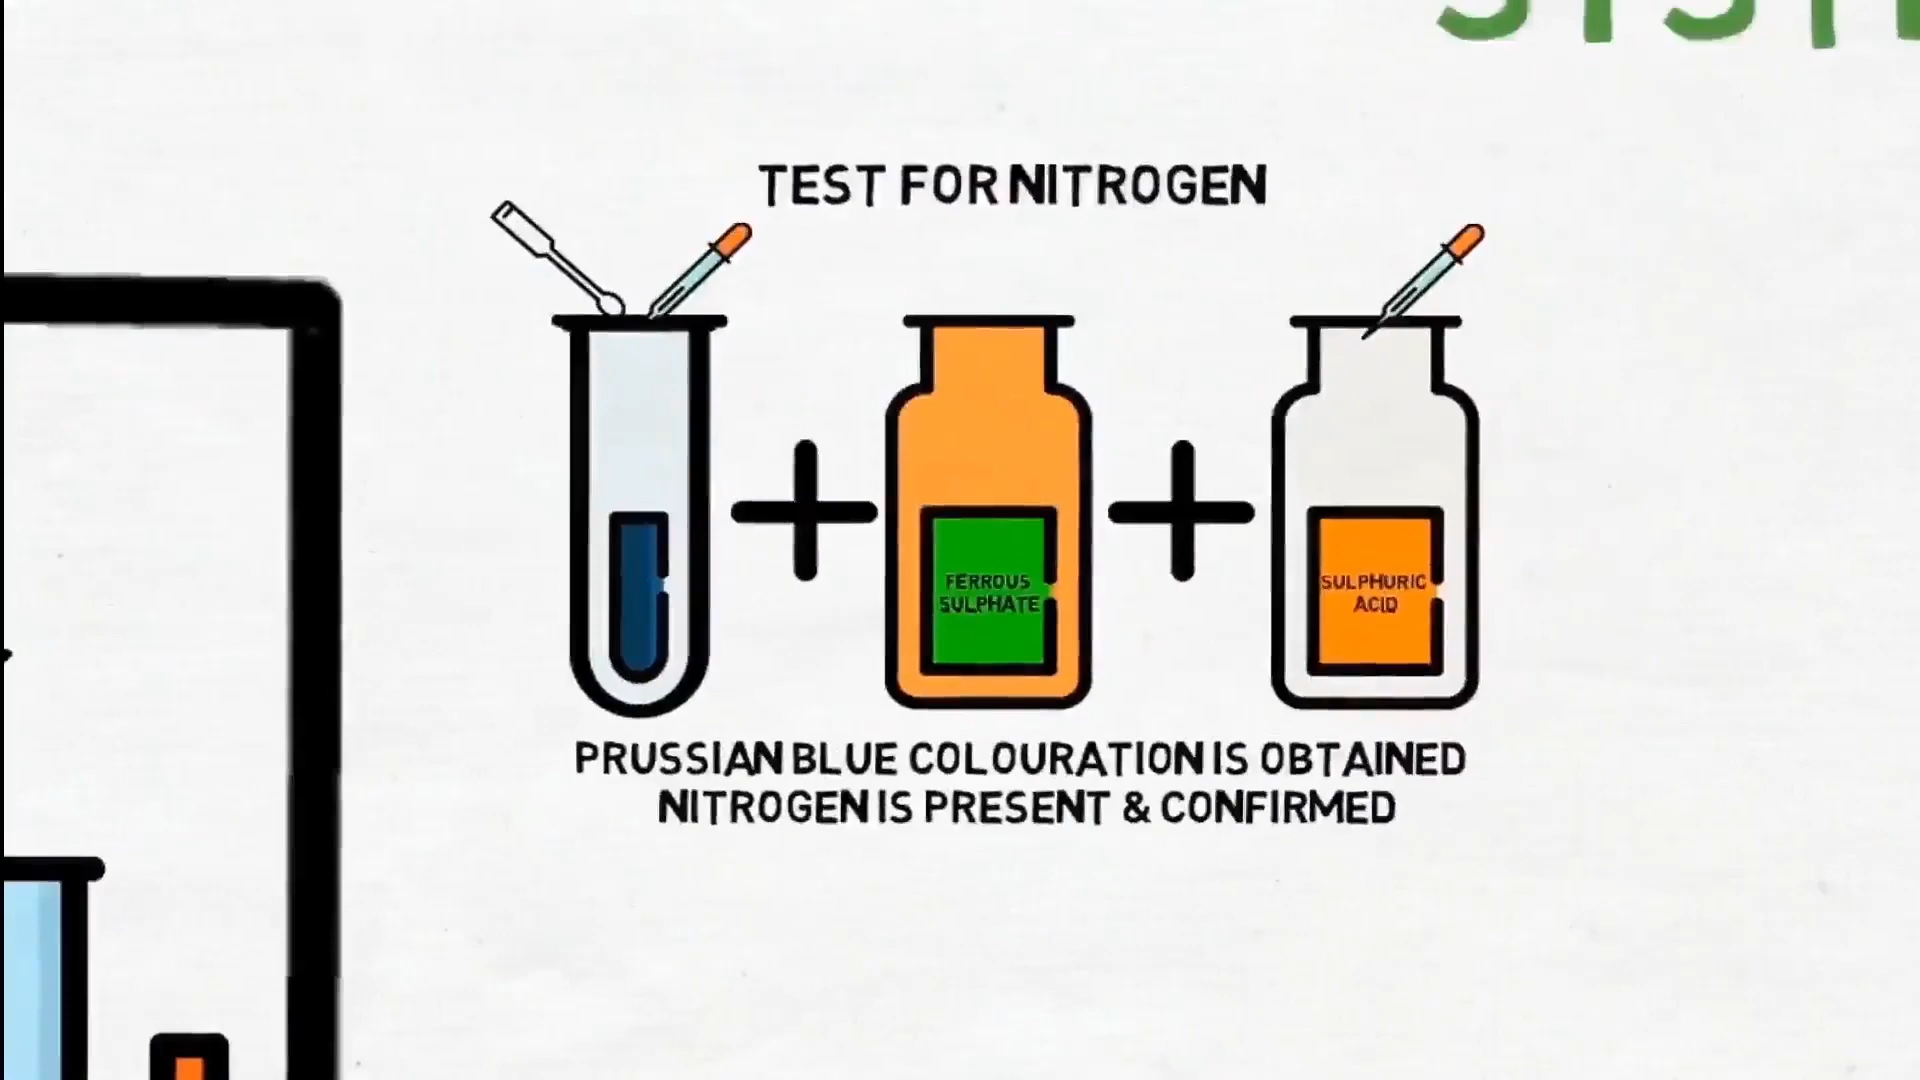 TEST FOR NITROGEN
FERROUS
SULPHATE
SULPHURIC
ACID
PRUSSIAN BLUE COLOURATION IS OBTAINED
NITROGEN IS PRESENT & CONFIRMED